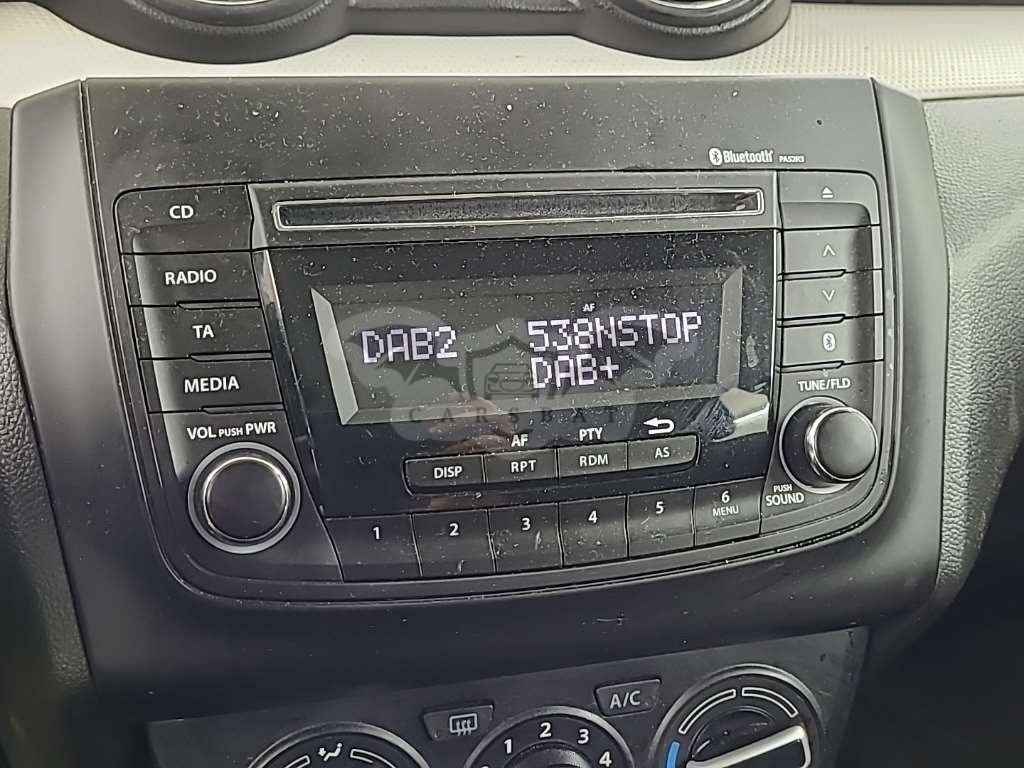 Bluetooth PA52R3
CD
RADIO
TA
MEDIA
VOL PUSH PWR
AF
DAB2 538NSTOP
DAB+
CARSBAT
AF PTY
DISP RPT RDM AS
1 2 3 4 5 6
MENU
TUNE/FLD
PUSH
SOUND
A/C
1 2 3 4